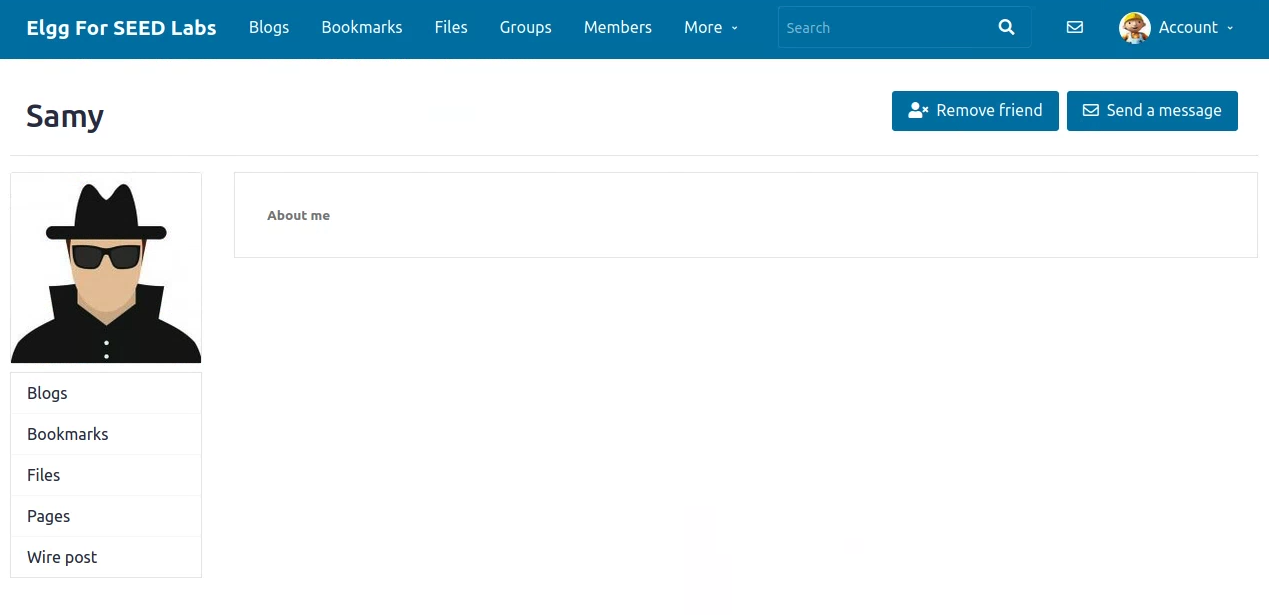 Elgg For SEED Labs Blogs Bookmarks Files Groups Members More Search Account
Samy Remove friend Send a message
About me
Blogs
Bookmarks
Files
Pages
Wire post